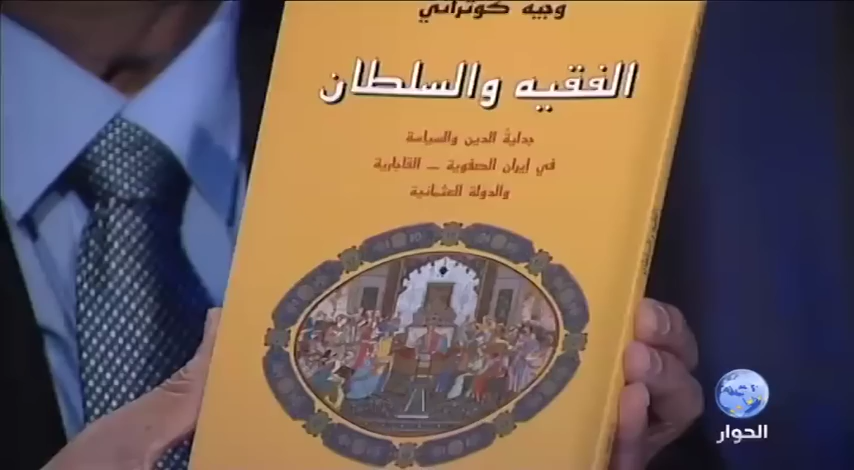 وجيه كوثراني
الفقيه والسلطان
جدليةُ الدين والسياسة
في إيران الصفوية – القاجارية
والدولة العثمانية
الحوار